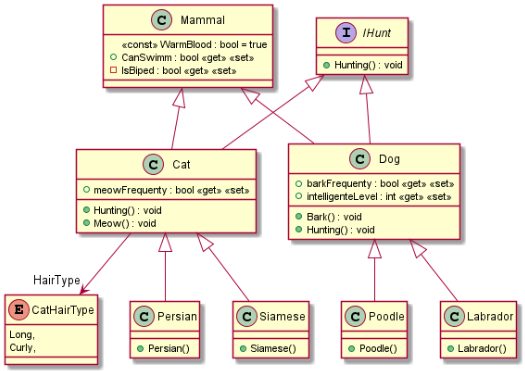 C Mammal
«const» WarmBlood : bool = true
CanSwimm : bool «get» «set»
IsBiped : bool «get» «set»
I IHunt
Hunting() : void
C Cat
meowFrequenty : bool «get» «set»
Hunting() : void
Meow() : void
C Dog
barkFrequenty : bool «get» «set»
intelligenteLevel : int «get» «set»
Bark() : void
Hunting() : void
HairType
E CatHairType
Long,
Curly,
C Persian
Persian()
C Siamese
Siamese()
C Poodle
Poodle()
C Labrador
Labrador()